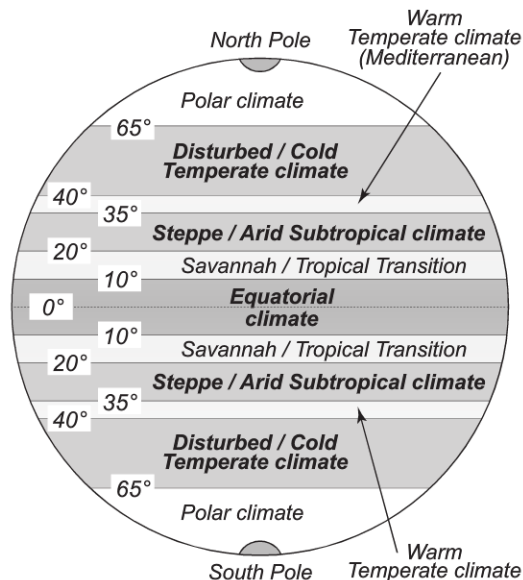 Warm
Temperate climate
(Mediterranean)
North Pole
Polar climate
65°
Disturbed / Cold
Temperate climate
40°
35°
Steppe / Arid Subtropical climate
20°
Savannah / Tropical Transition
10°
Equatorial
0°
climate
10°
Savannah / Tropical Transition
20°
Steppe / Arid Subtropical climate
35°
40°
Disturbed / Cold
Temperate climate
65°
Polar climate
South Pole
Warm
Temperate climate